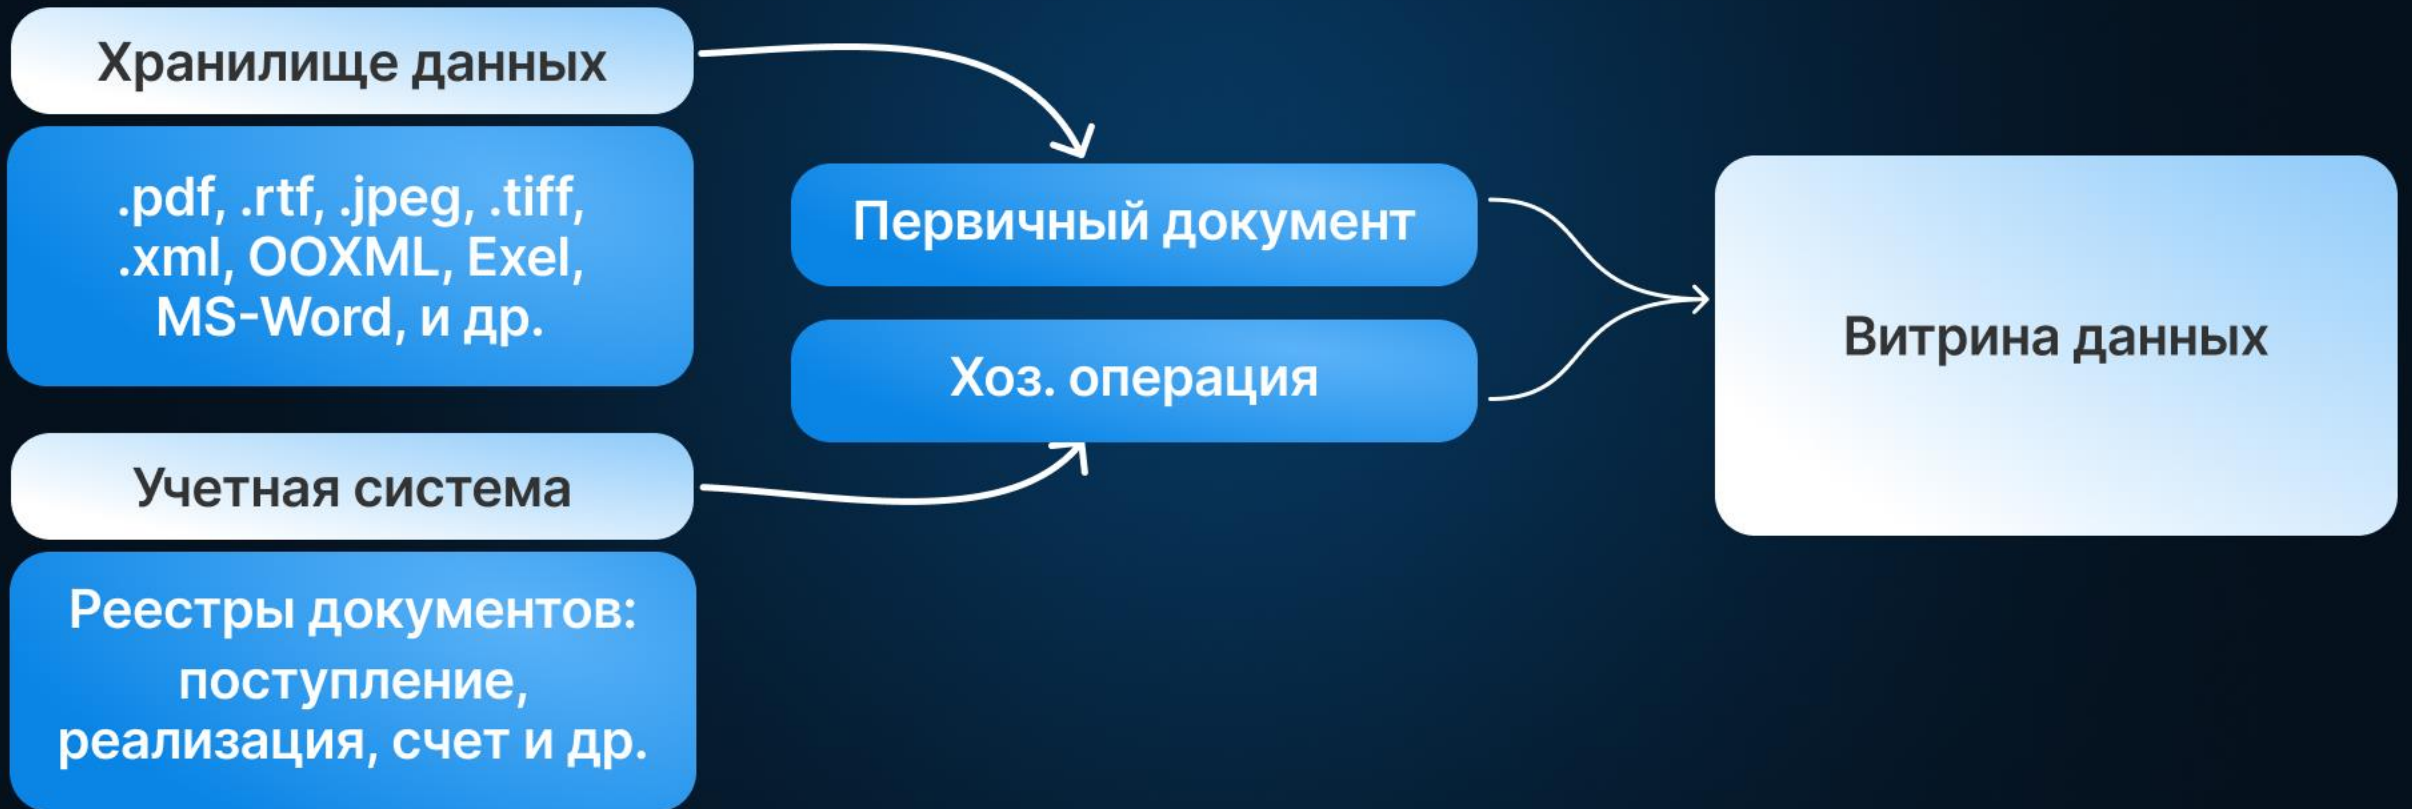 Хранилище данных
.pdf, .rtf, .jpeg, .tiff,
.xml, OOXML, Exel,
MS-Word, и др.
Учетная система
Реестры документов:
поступление,
реализация, счет и др.
Первичный документ
Хоз. операция
Витрина данных